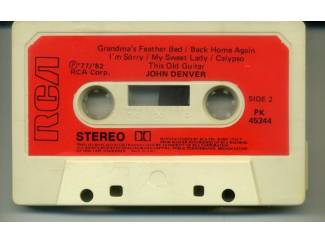 Grandma's Feather Bed / Back Home Again
I'm Sorry / My Sweet Lady / Calypso
This Old Guitar
JOHN DENVER
℗'77/'82
RCA Corp.
RCA
SIDE 2
PK
45344
STEREO